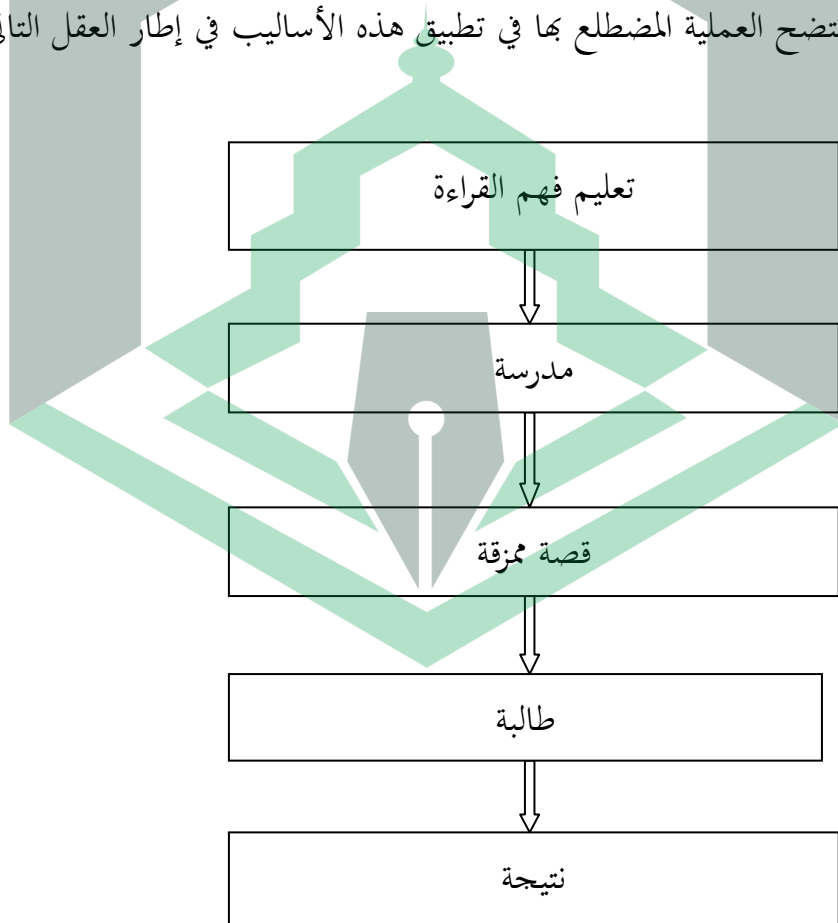 تتضح العملية المضطلع بها في تطبيق هذه الأساليب في إطار العقل التالي
تعليم فهم القراءة
مدرسة
قصة ممزقة
طالبة
نتيجة